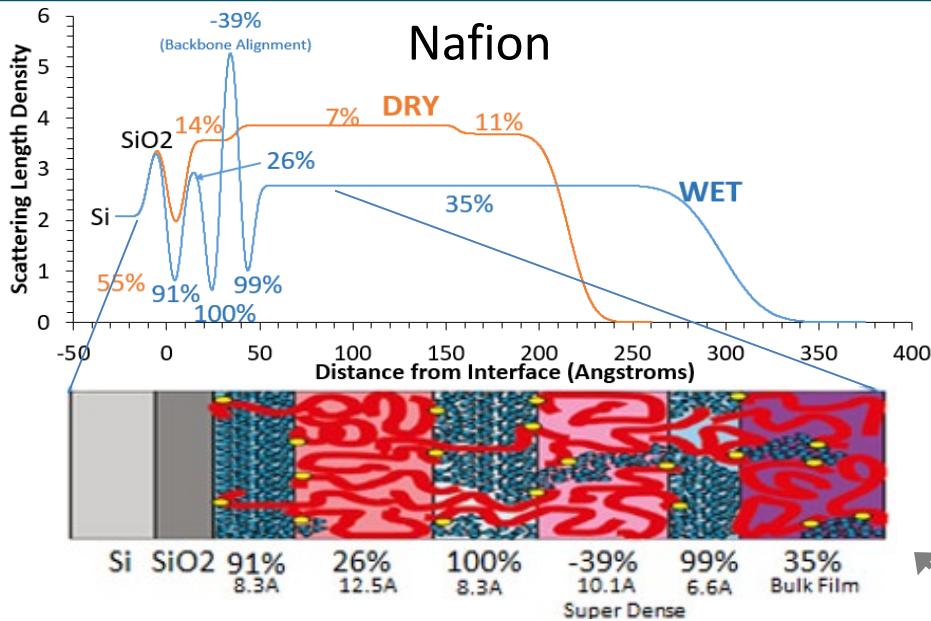 Nafion
-39%
(Backbone Alignment)
6
5
4
3
2
1
0
Scattering Length Density
SiO2
14%
7%
DRY
11%
26%
Si
35%
WET
55%
91%
99%
100%
-50
0
50
100
150
200
250
300
350
400
Distance from Interface (Angstroms)
Si
SiO2
91%
26%
100%
-39%
99%
35%
8.3A
12.5A
8.3A
10.1A
6.6A
Bulk Film
Super Dense